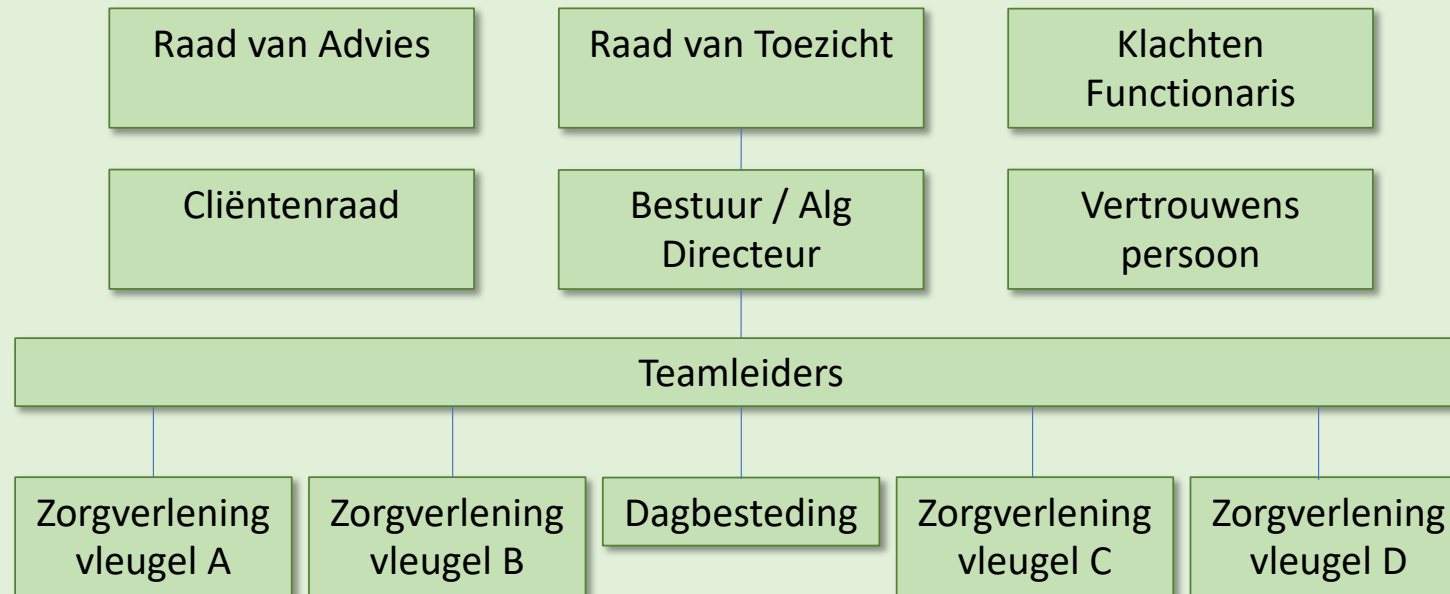 Raad van Advies
Raad van Toezicht
Klachten
Functionaris
Cliëntenraad
Bestuur / Alg
Directeur
Vertrouwens
persoon
Teamleiders
Zorgverlening
vleugel A
Zorgverlening
vleugel B
Dagbesteding
Zorgverlening
vleugel C
Zorgverlening
vleugel D